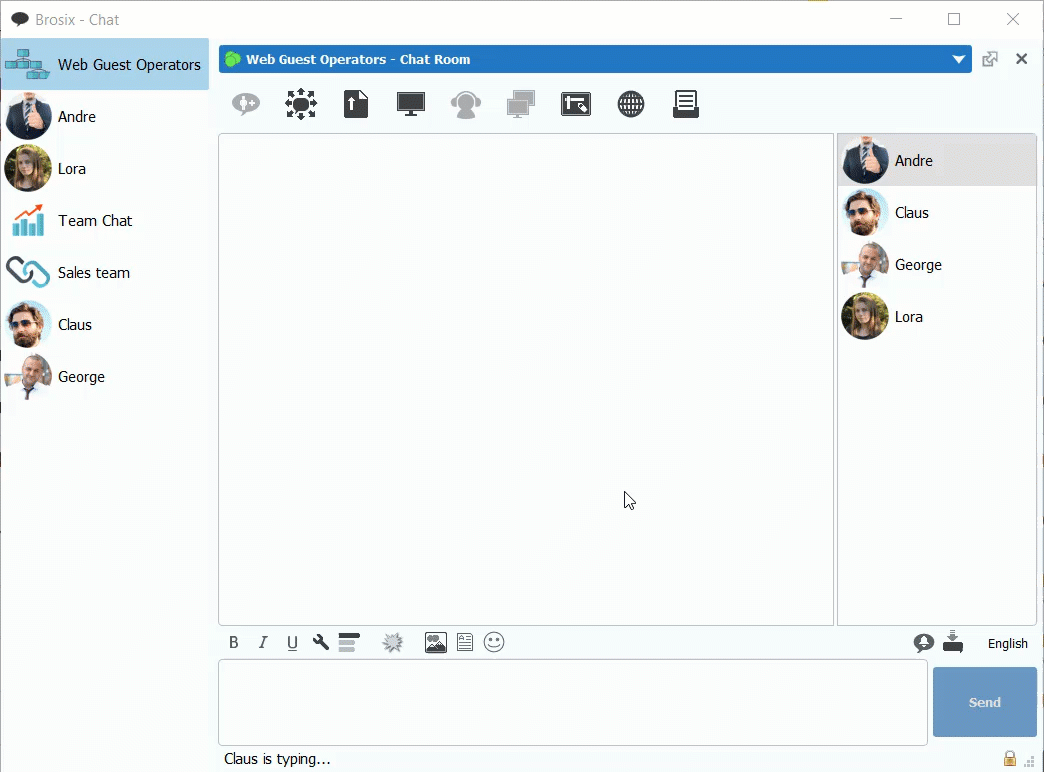 Brosix - Chat
Web Guest Operators
Andre
Lora
Team Chat
Sales team
Claus
George
Web Guest Operators - Chat Room
Andre
Claus
George
Lora
B I U
English
Send
Claus is typing...